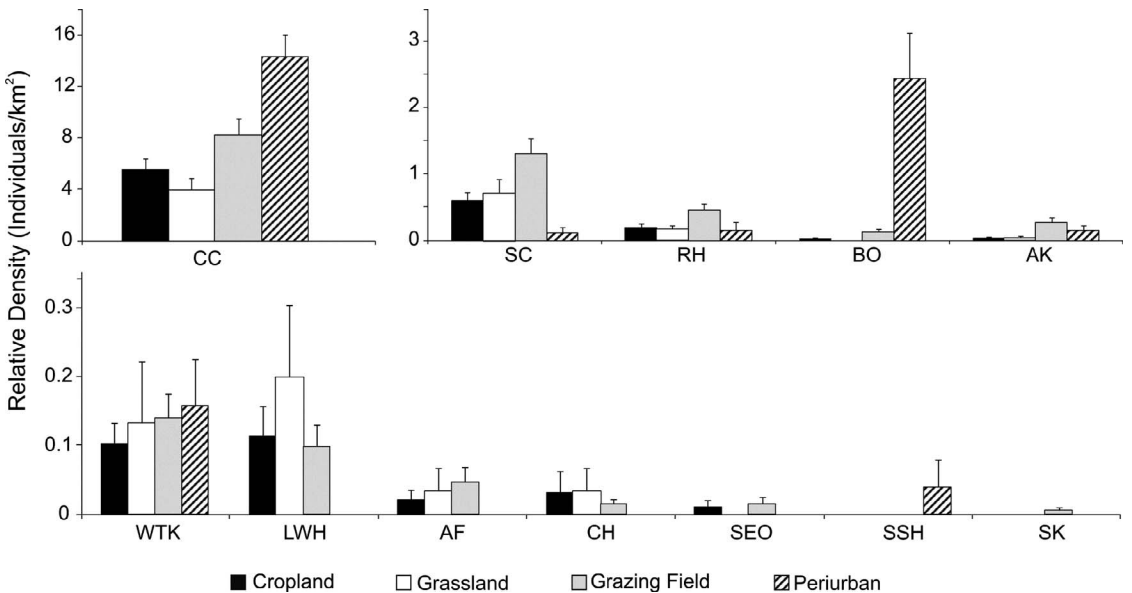 Relative Density (Individuals/km²)
16
12
8
4
0
CC
3
2
1
0
SC RH BO AK
0.3
0.2
0.1
0
WTK LWH AF CH SEO SSH SK
Cropland Grassland Grazing Field Periurban